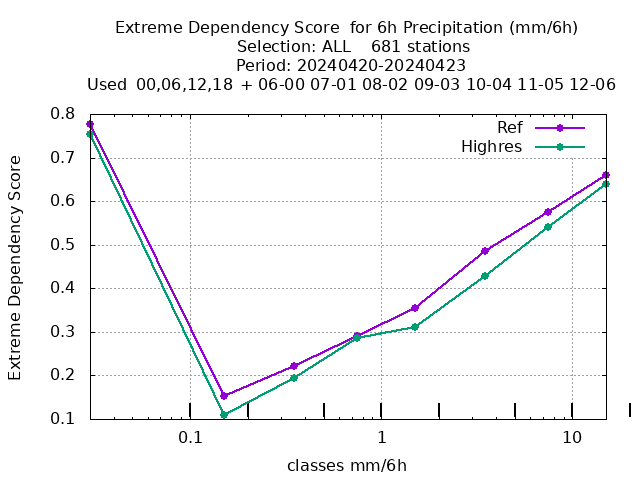 Extreme Dependency Score  for 6h Precipitation (mm/6h)
Selection: ALL    681 stations
Period: 20240420-20240423
Used  00,06,12,18  + 06-00 07-01 08-02 09-03 10-04 11-05 12-06
Ref
Highres
Extreme Dependency Score
0.8
0.7
0.6
0.5
0.4
0.3
0.2
0.1
0.1 1 10
classes mm/6h